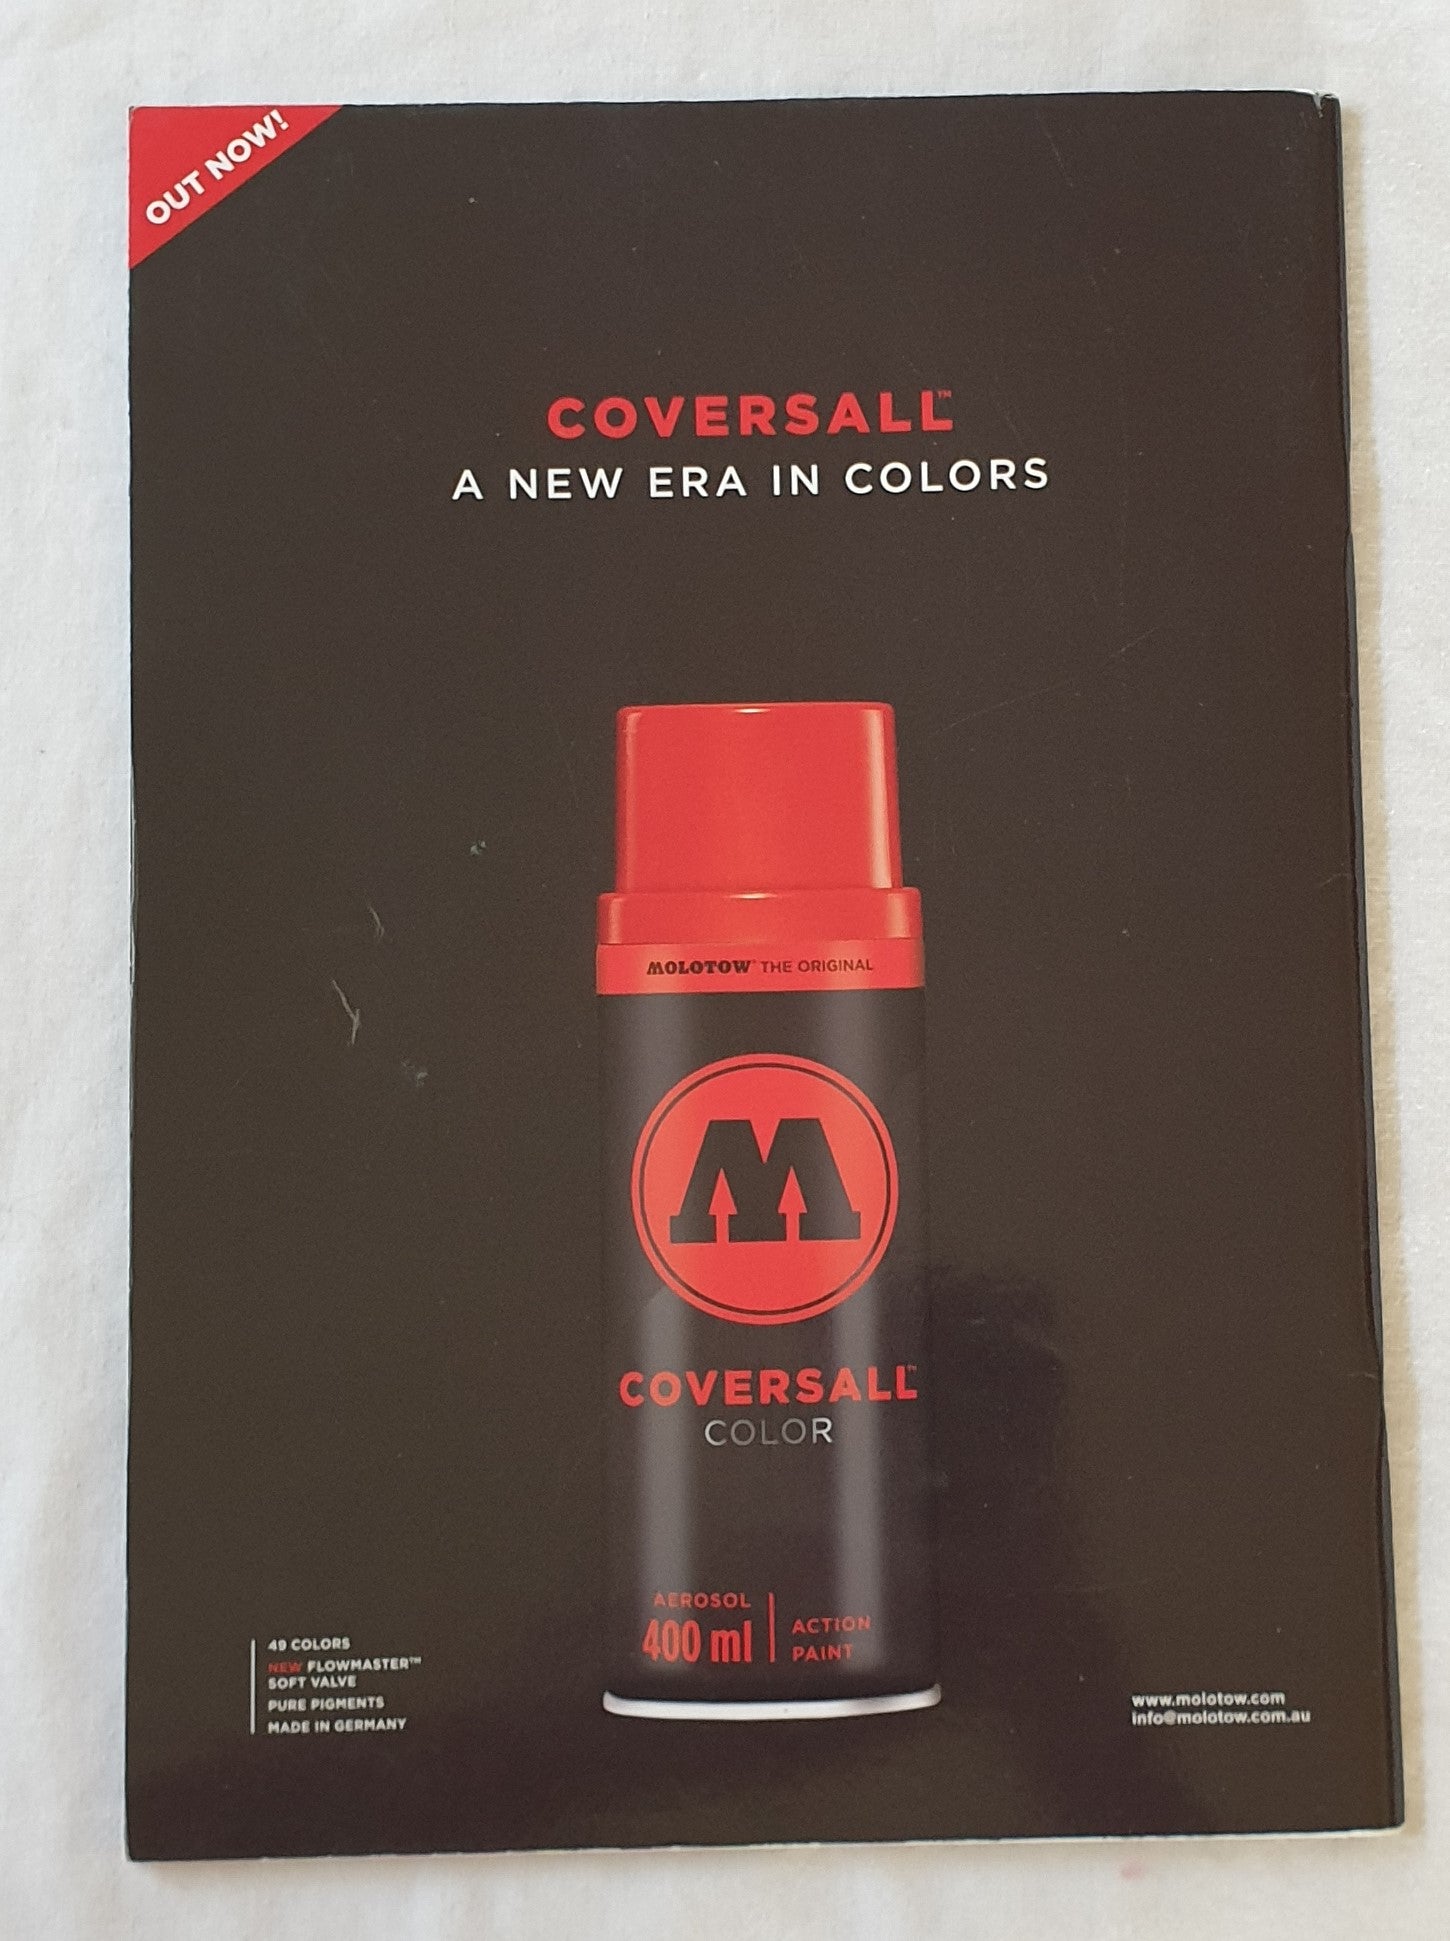 OUT NOW!
COVERSALL™
A NEW ERA IN COLORS
MOLOTOW® THE ORIGINAL
M
COVERSALL™
COLOR
AEROSOL
400 ml
ACTION
PAINT
49 COLORS
NEW FLOWMASTER™
SOFT VALVE
PURE PIGMENTS
MADE IN GERMANY
www.molotow.com
info@molotow.com.au